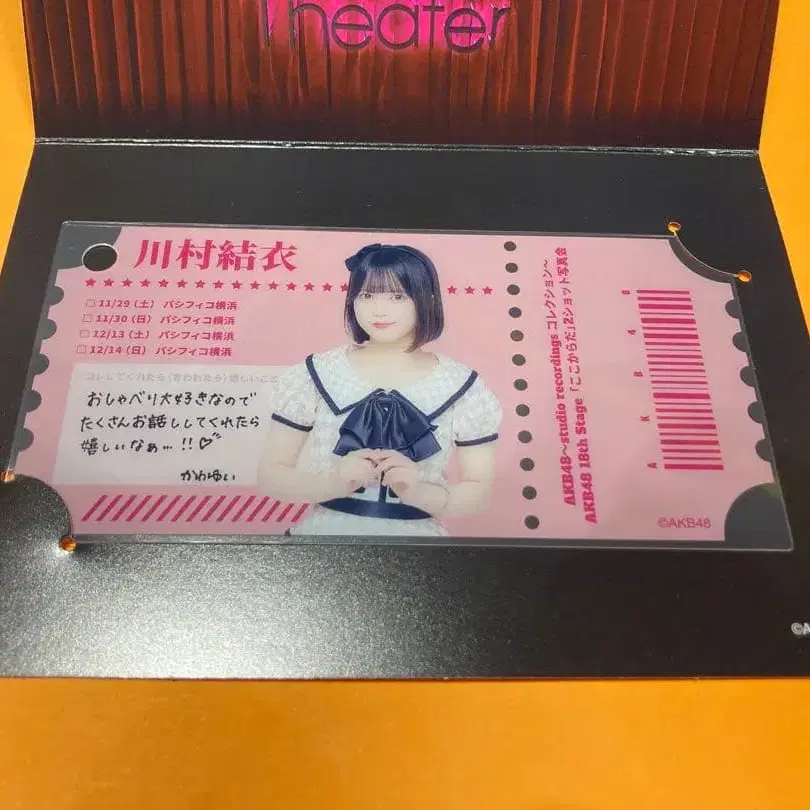 Theater
川村結衣
□ 11/29 (土) パシフィコ横浜
□ 11/30 (日) パシフィコ横浜
□ 12/13 (土) パシフィコ横浜
□ 12/14 (日) パシフィコ横浜
コレしてくれたら(言われたら)嬉しいこと
おしゃべり大好きなので
たくさんお話ししてくれたら
嬉しいなぁ…!!♡
かわゆい
AKB48~studio recordings コレクション~
AKB48 18th Stage「ここからだ」2ショット写真会
AKB48
©AKB48
©A